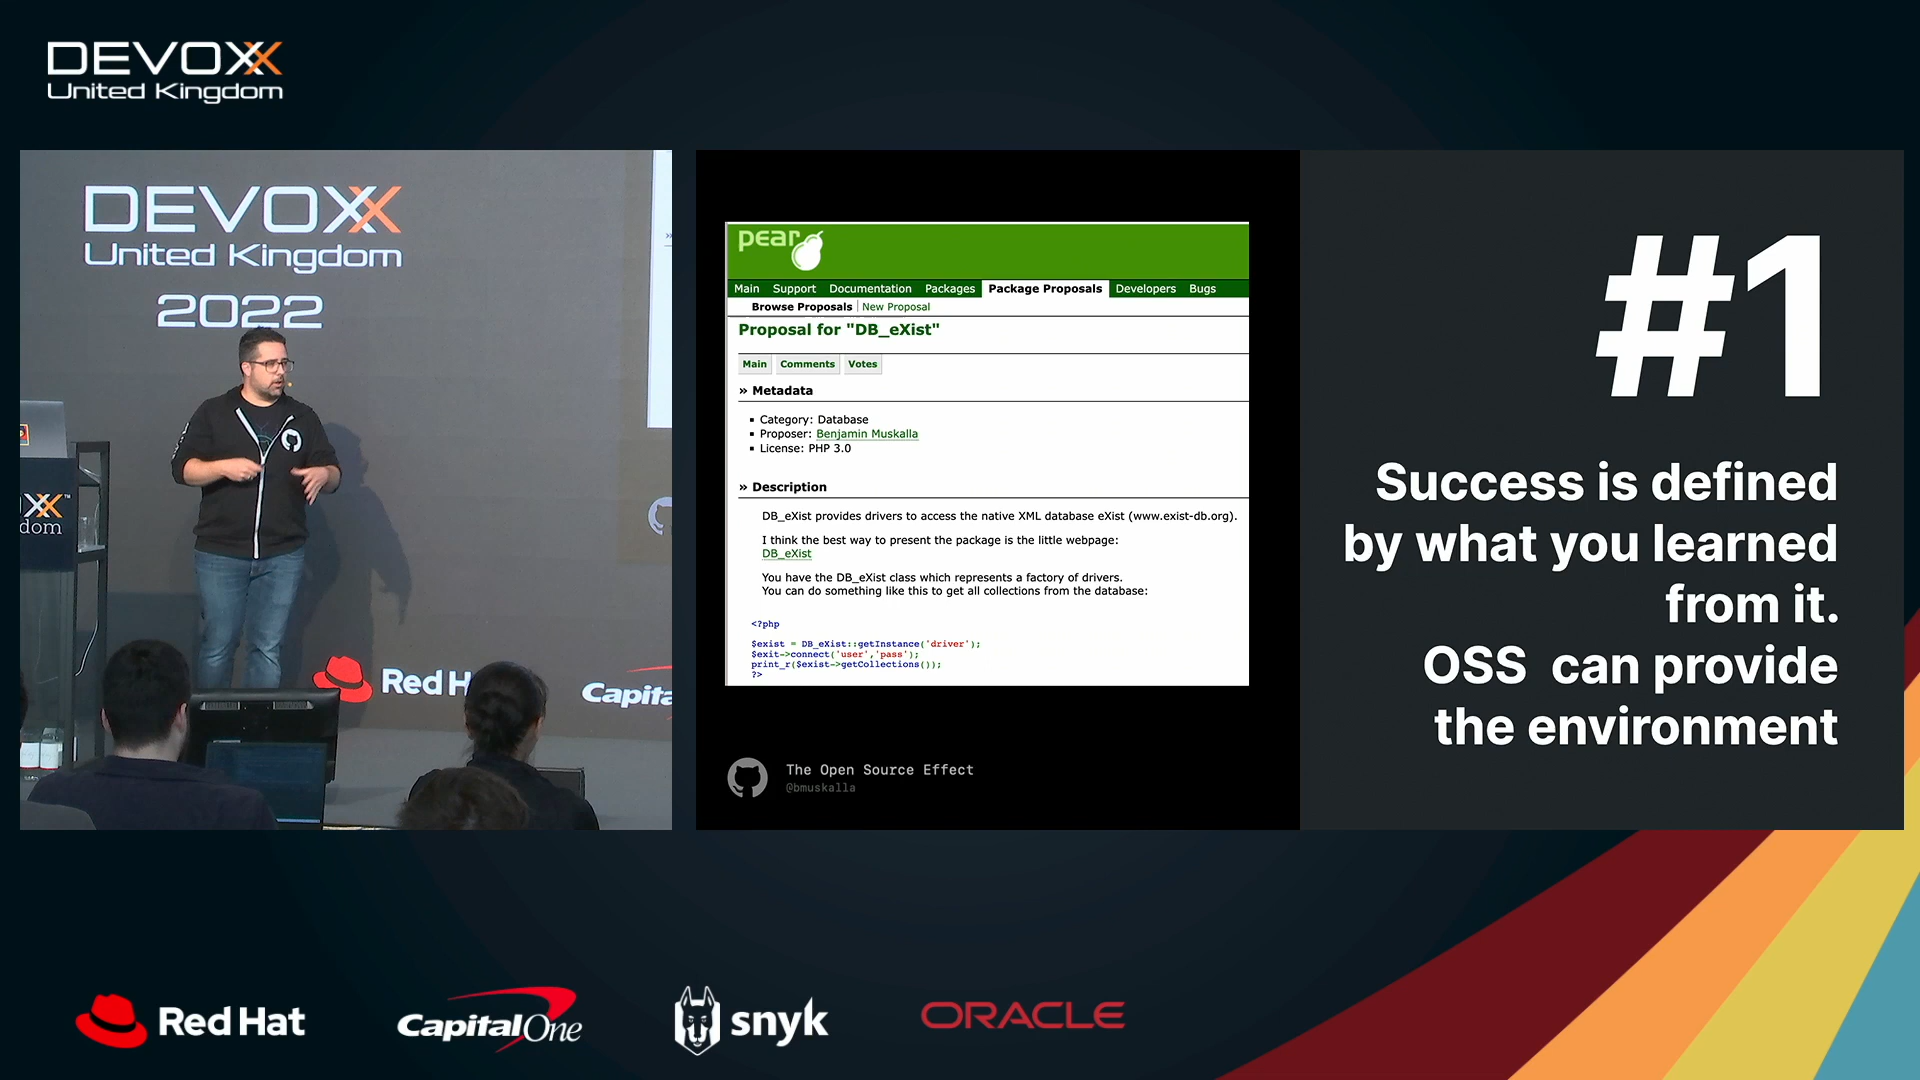 DEVOXX
United Kingdom
DEVOXX
United Kingdom
2022
XX™
dom
Red H
Capita
pear
Main Support Documentation Packages Package Proposals Developers Bugs
Browse Proposals New Proposal
Proposal for "DB_eXist"
Main Comments Votes
» Metadata
▪ Category: Database
▪ Proposer: Benjamin Muskalla
▪ License: PHP 3.0
» Description
DB_eXist provides drivers to access the native XML database eXist (www.exist-db.org).
I think the best way to present the package is the little webpage:
DB_eXist
You have the DB_eXist class which represents a factory of drivers.
You can do something like this to get all collections from the database:
<?php
$exist = DB_eXist::getInstance('driver');
$exit->connect('user','pass');
print_r($exist->getCollections());
?>
The Open Source Effect
@bmuskalla
#1
Success is defined
by what you learned
from it.
OSS can provide
the environment
Red Hat
Capital One
snyk
ORACLE